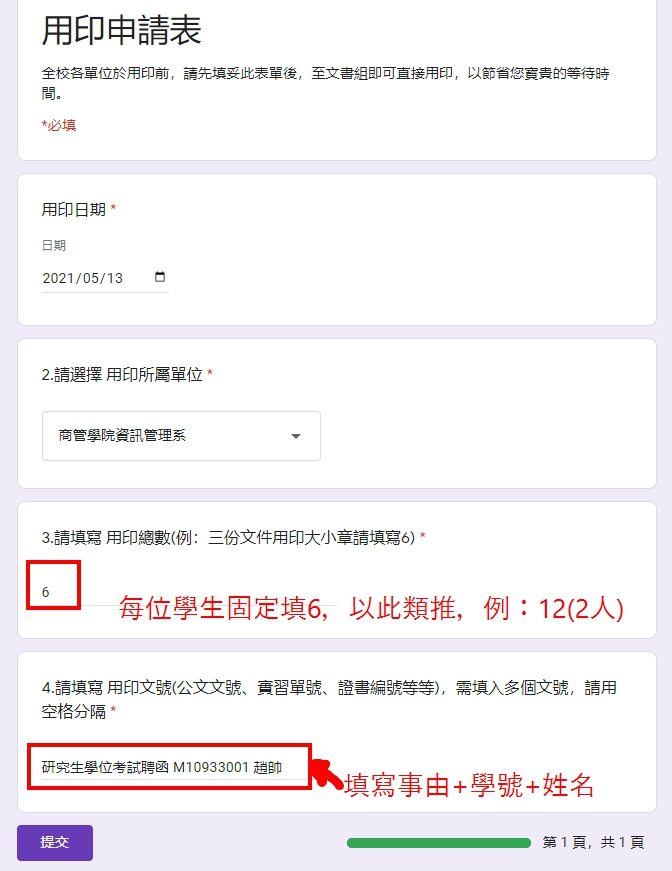 用印申請表
全校各單位於用印前，請先填妥此表單後，至文書組即可直接用印，以節省您寶貴的等待時
間。
*必填
用印日期 *
日期
2021/05/13
2.請選擇 用印所屬單位 *
商管學院資訊管理系
3.請填寫 用印總數(例：三份文件用印大小章請填寫6) *
6
每位學生固定填6，以此類推，例：12(2人)
4.請填寫 用印文號(公文文號、實習單號、證書編號等等)，需填入多個文號，請用
空格分隔 *
研究生學位考試聘函 M10933001 趙帥
填寫事由+學號+姓名
提交
第 1 頁，共 1 頁